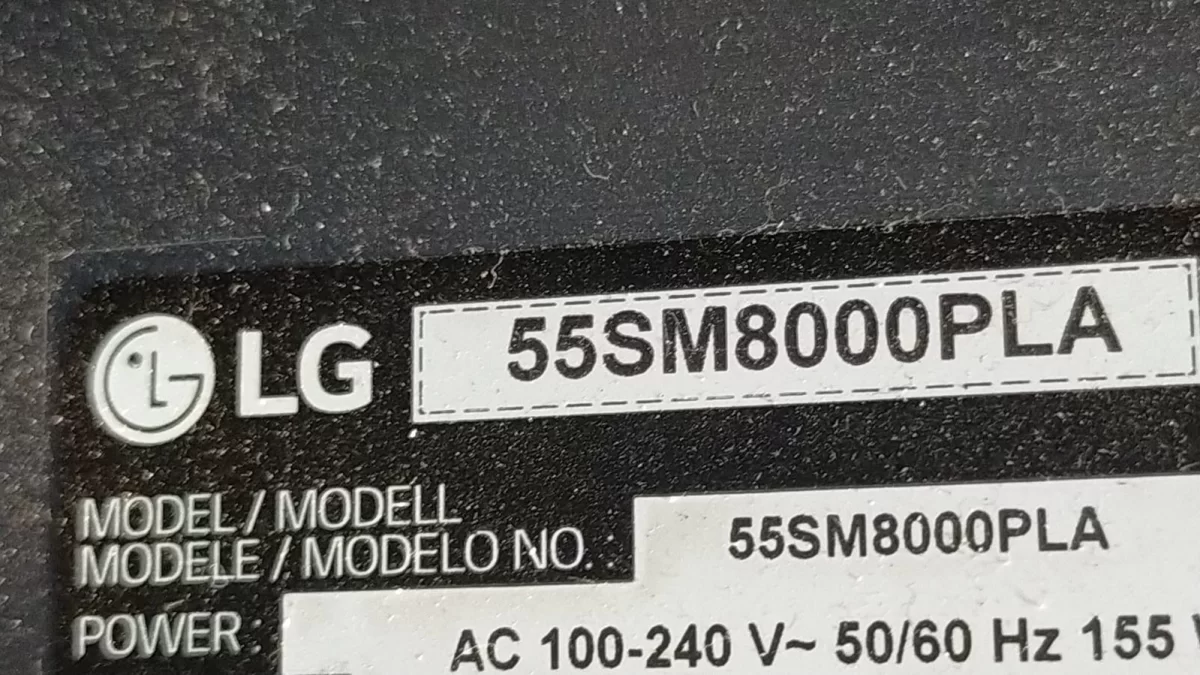 LG 55SM8000PLA
MODEL / MODELL
MODELE / MODELO NO. : 55SM8000PLA
POWER : AC 100-240 V~ 50/60 Hz 155